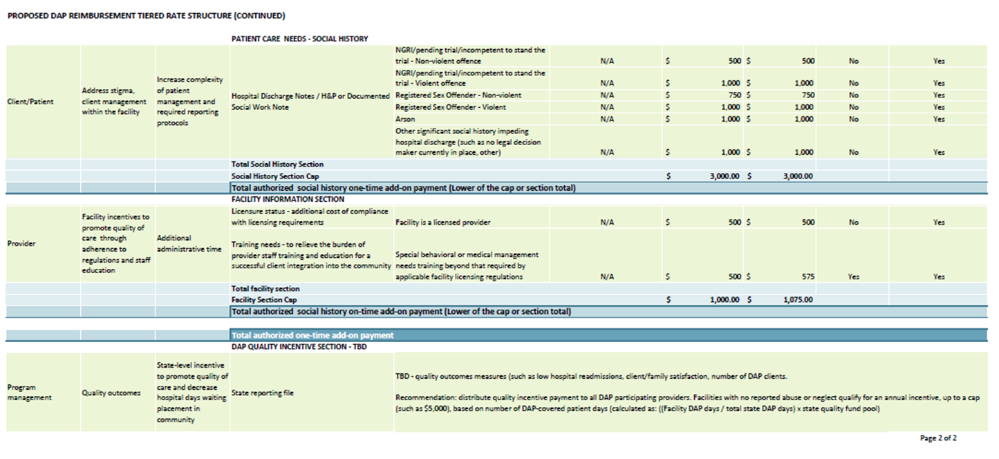 PROPOSED DAP REIMBURSEMENT TIERED RATE STRUCTURE (CONTINUED)
PATIENT CARE NEEDS - SOCIAL HISTORY
Client/Patient
Address stigma,
client management
within the facility
Increase complexity
of patient
management and
required reporting
protocols
Hospital Discharge Notes / H&P or Documented
Social Work Note
NGRI/pending trial/incompetent to stand the
trial - Non-violent offence
N/A $ 500 $ 500 No Yes
NGRI/pending trial/incompetent to stand the
trial - Violent offence
N/A $ 1,000 $ 1,000 No Yes
Registered Sex Offender - Non-violent N/A $ 750 $ 750 No Yes
Registered Sex Offender - Violent N/A $ 1,000 $ 1,000 No Yes
Arson N/A $ 1,000 $ 1,000 No Yes
Other significant social history impeding
hospital discharge (such as no legal decision
maker currently in place, other)
N/A $ 1,000 $ 1,000 No Yes
Total Social History Section
Social History Section Cap $ 3,000.00 $ 3,000.00
Total authorized social history one-time add-on payment (Lower of the cap or section total)
FACILITY INFORMATION SECTION
Provider
Facility incentives to
promote quality of
care through
adherence to
regulations and staff
education
Additional
administrative time
Licensure status - additional cost of compliance
with licensing requirements
Facility is a licensed provider N/A $ 500 $ 500 No Yes
Training needs - to relieve the burden of
provider staff training and education for a
successful client integration into the community
Special behavioral or medical management
needs training beyond that required by
applicable facility licensing regulations
N/A $ 500 $ 575 Yes Yes
Total facility section
Facility Section Cap $ 1,000.00 $ 1,075.00
Total authorized social history on-time add-on payment (Lower of the cap or section total)
Total authorized one-time add-on payment
DAP QUALITY INCENTIVE SECTION - TBD
Program
management
Quality outcomes
State-level incentive
to promote quality of
care and decrease
hospital days waiting
placement in
community
State reporting file
TBD - quality outcomes measures (such as low hospital readmissions, client/family satisfaction, number of DAP clients.
Recommendation: distribute quality incentive payment to all DAP participating providers. Facilities with no reported abuse or neglect qualify for an annual incentive, up to a cap
(such as $5,000), based on number of DAP-covered patient days (calculated as: ((Facility DAP days / total state DAP days) x state quality fund pool)
Page 2 of 2